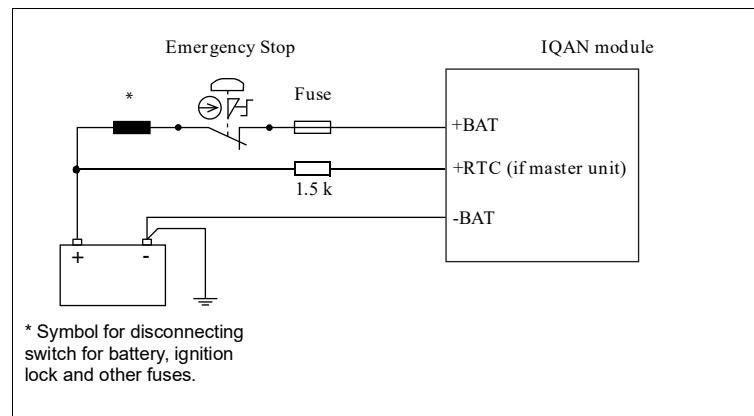 Emergency Stop
IQAN module
*
Fuse
+BAT
+RTC (if master unit)
1.5 k
-BAT
+ -
* Symbol for disconnecting
switch for battery, ignition
lock and other fuses.